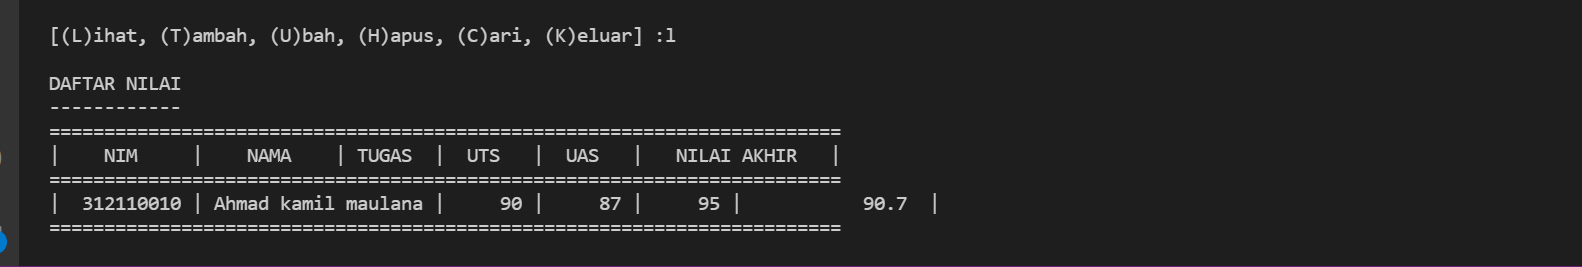 [(L)ihat, (T)ambah, (U)bah, (H)apus, (C)ari, (K)eluar] :l
DAFTAR NILAI
------------
========================================================================
|    NIM     |    NAMA    | TUGAS  |  UTS   |  UAS   |   NILAI AKHIR   |
========================================================================
|  312110010 | Ahmad kamil maulana |     90 |     87 |     95 |           90.7  |
========================================================================